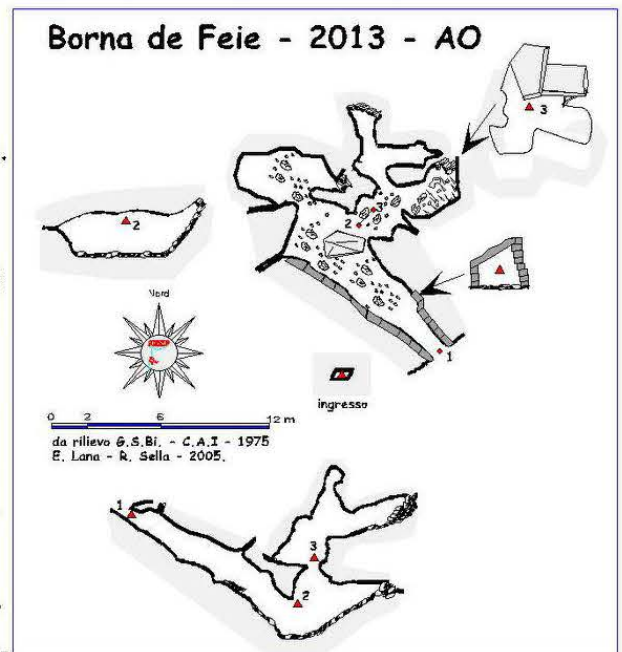 Borna de Feie - 2013 - AO
3
2
3
2
1
Nord
ingresso
0 2 6 12 m
da rilievo G.S.Bi. - C.A.I - 1975
E. Lana - R. Sella - 2005.
1
3
2